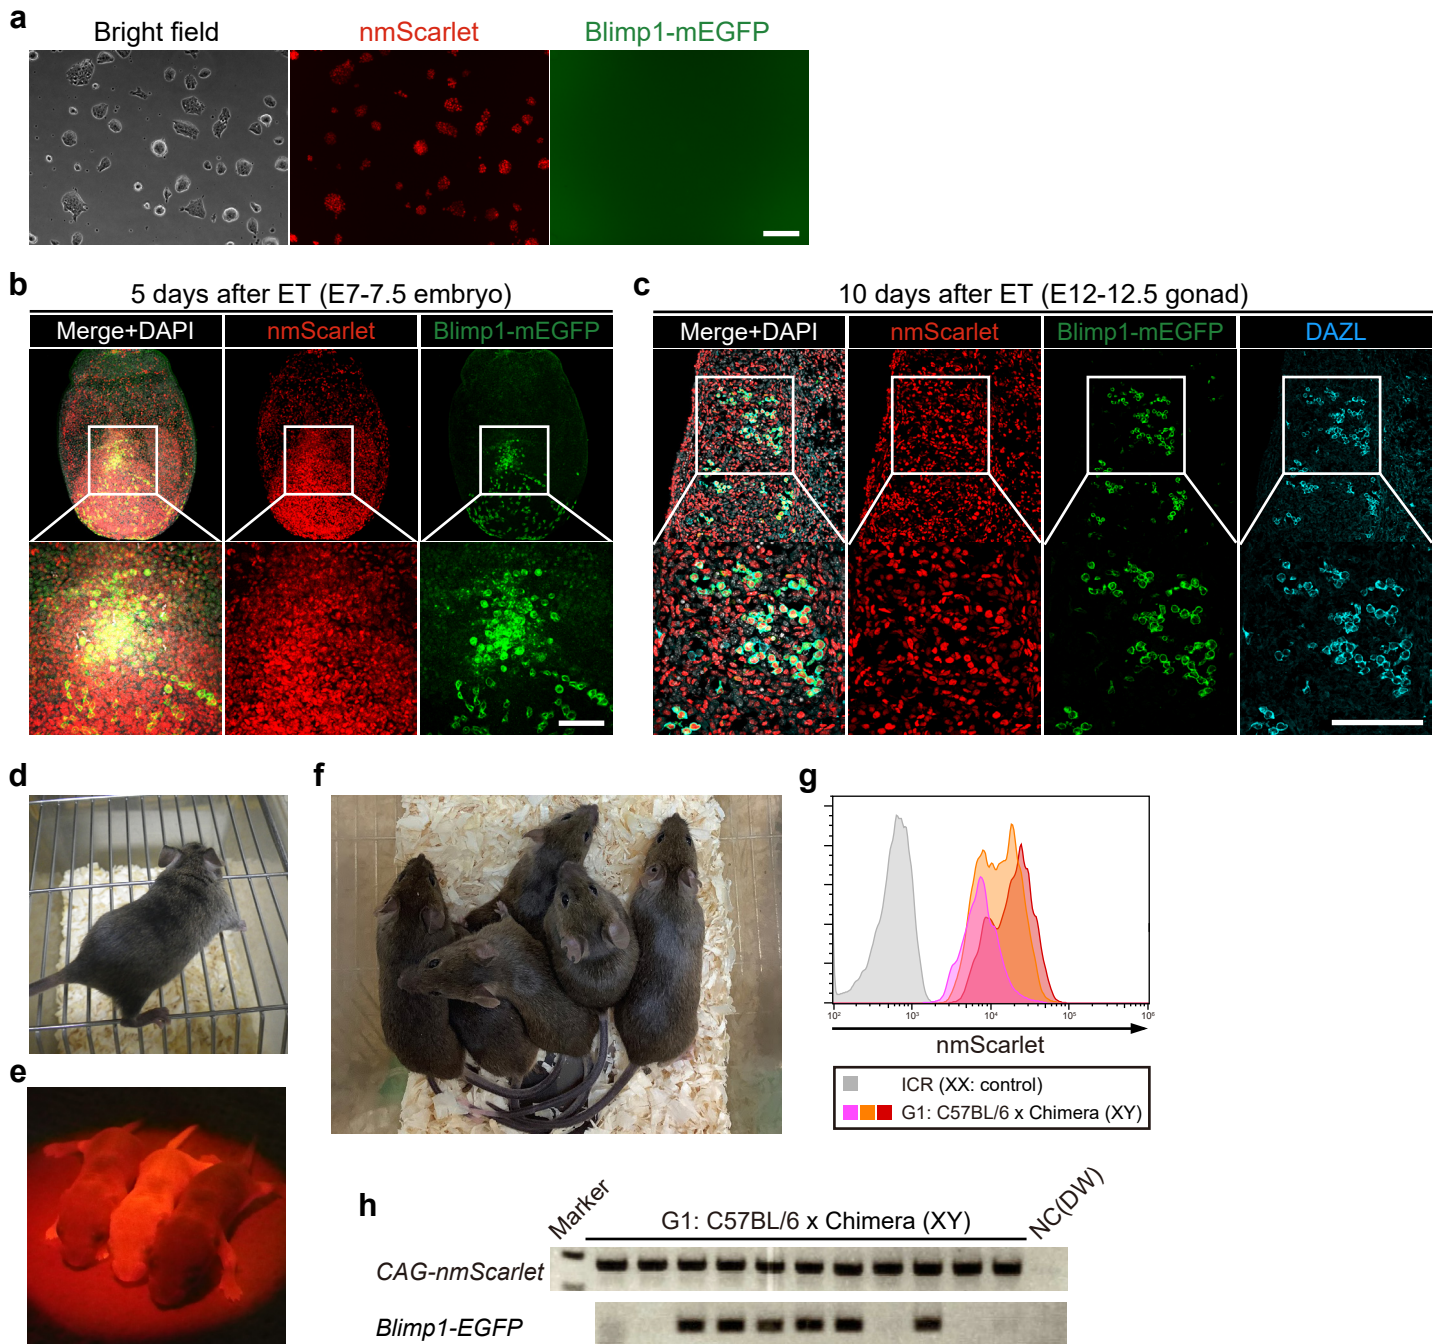 a
Bright field
nmScarlet
Blimp1-mEGFP
b
5 days after ET (E7-7.5 embryo)
Merge+DAPI
nmScarlet
Blimp1-mEGFP
c
10 days after ET (E12-12.5 gonad)
Merge+DAPI
nmScarlet
Blimp1-mEGFP
DAZL
d
e
f
g
10²
10³
10⁴
10⁵
10⁶
nmScarlet
ICR (XX: control)
G1: C57BL/6 x Chimera (XY)
h
Marker
G1: C57BL/6 x Chimera (XY)
NC(DW)
CAG-nmScarlet
Blimp1-EGFP